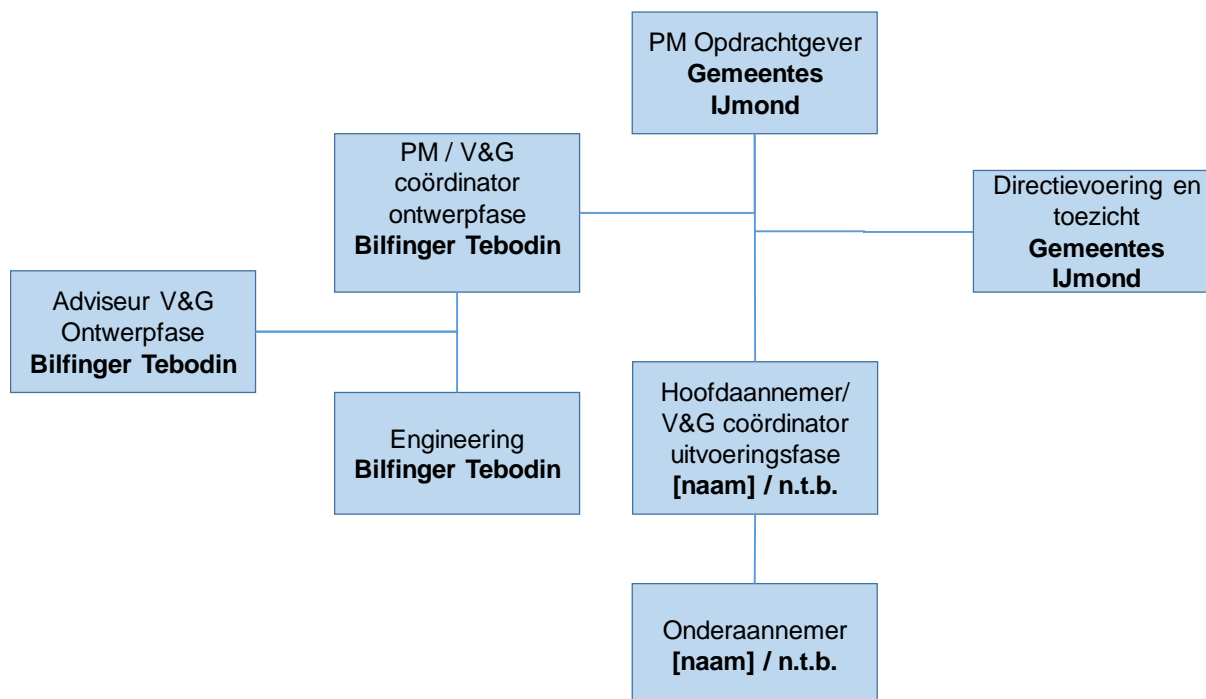 PM Opdrachtgever
Gemeentes
IJmond
PM / V&G
coördinator
ontwerpfase
Bilfinger Tebodin
Directievoering en
toezicht
Gemeentes
IJmond
Adviseur V&G
Ontwerpfase
Bilfinger Tebodin
Engineering
Bilfinger Tebodin
Hoofdaannemer/
V&G coördinator
uitvoeringsfase
[naam] / n.t.b.
Onderaannemer
[naam] / n.t.b.